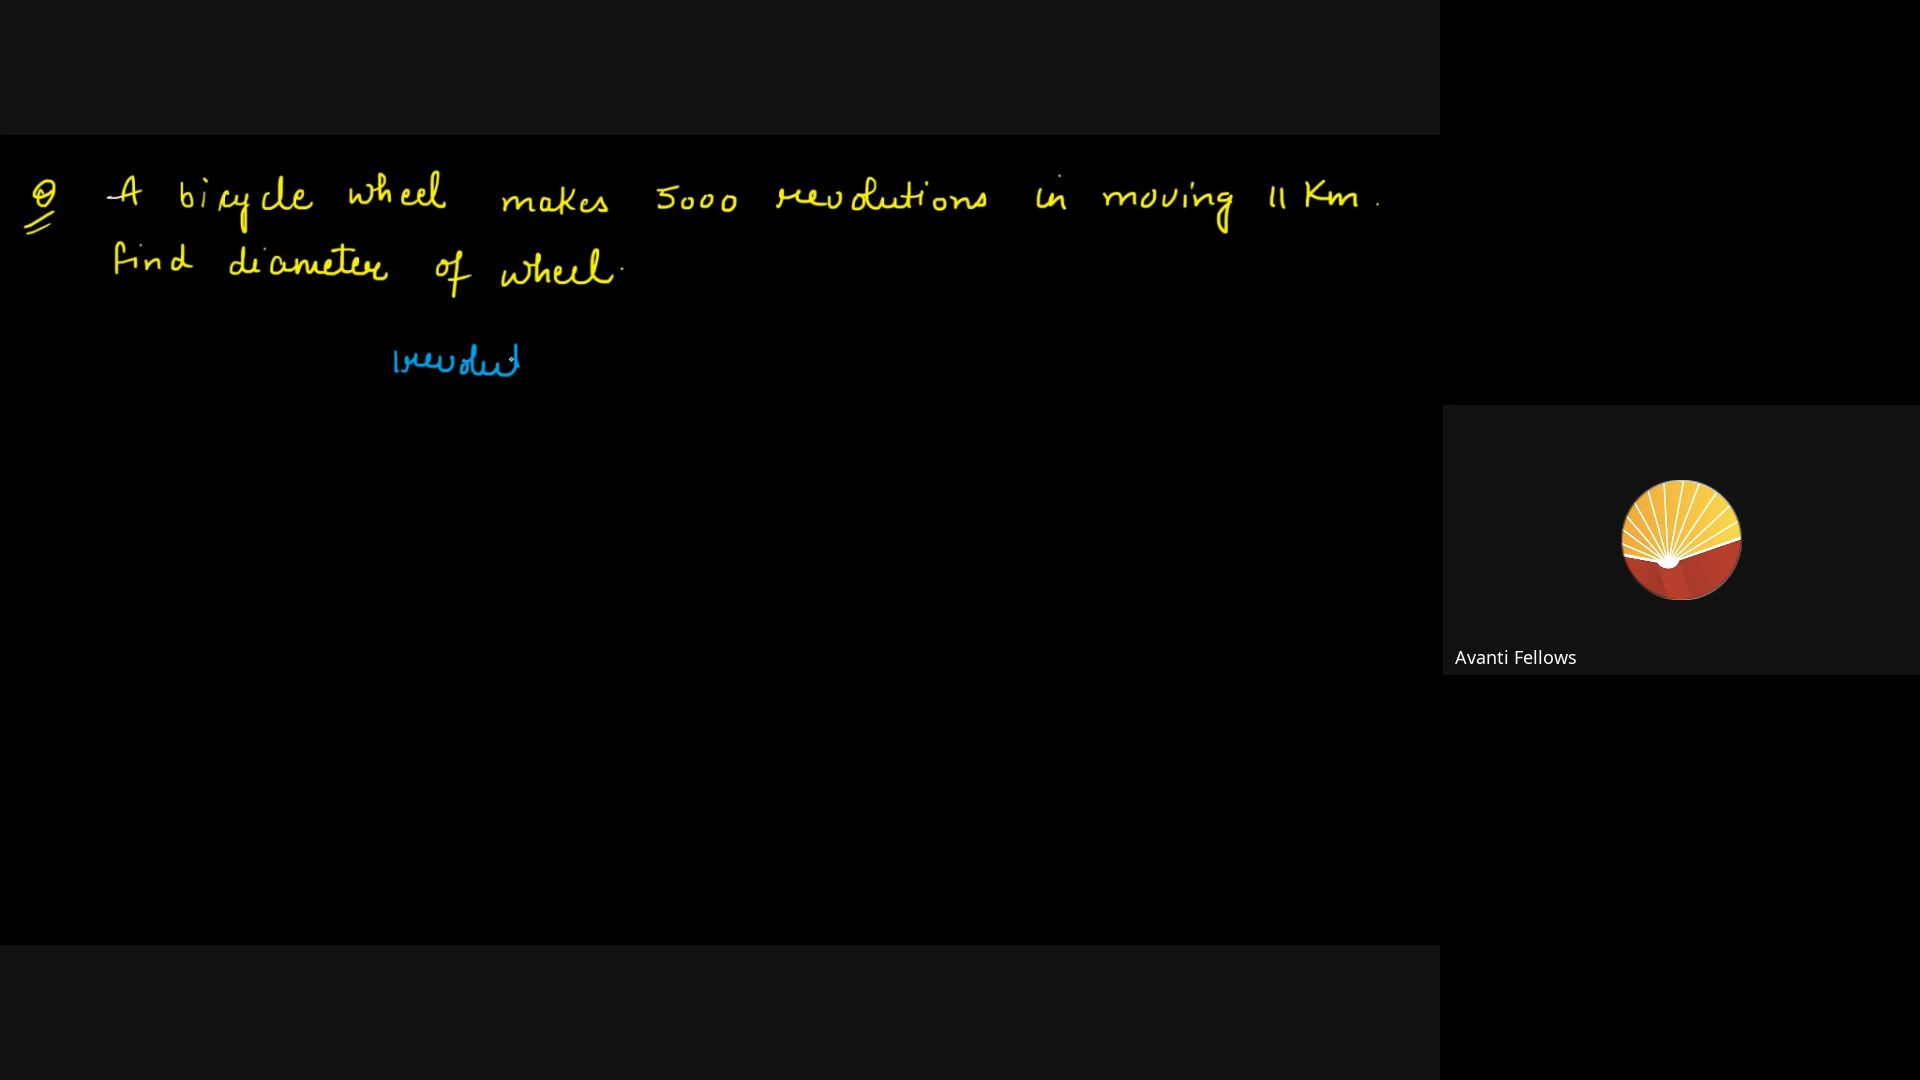 Q A bicycle wheel makes 5000 revolutions in moving 11 Km.
find diameter of wheel.
1 revolut
Avanti Fellows